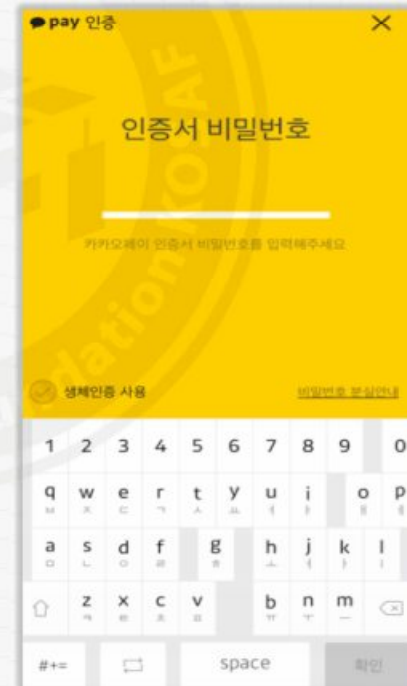 pay 인증
인증서 비밀번호
카카오페이 인증서 비밀번호를 입력해주세요
생체인증 사용 비밀번호 분실안내
1 2 3 4 5 6 7 8 9 0
q w e r t y u i o p
ㅂ ㅈ ㄷ ㄱ ㅅ ㅛ ㅕ ㅑ ㅐ ㅔ
a s d f g h j k l
ㅁ ㄴ ㅇ ㄹ ㅎ ㅗ ㅓ ㅏ ㅣ
z x c v b n m
ㅋ ㅌ ㅊ ㅍ ㅠ ㅜ ㅡ
#+= space 확인
dationKOSAF